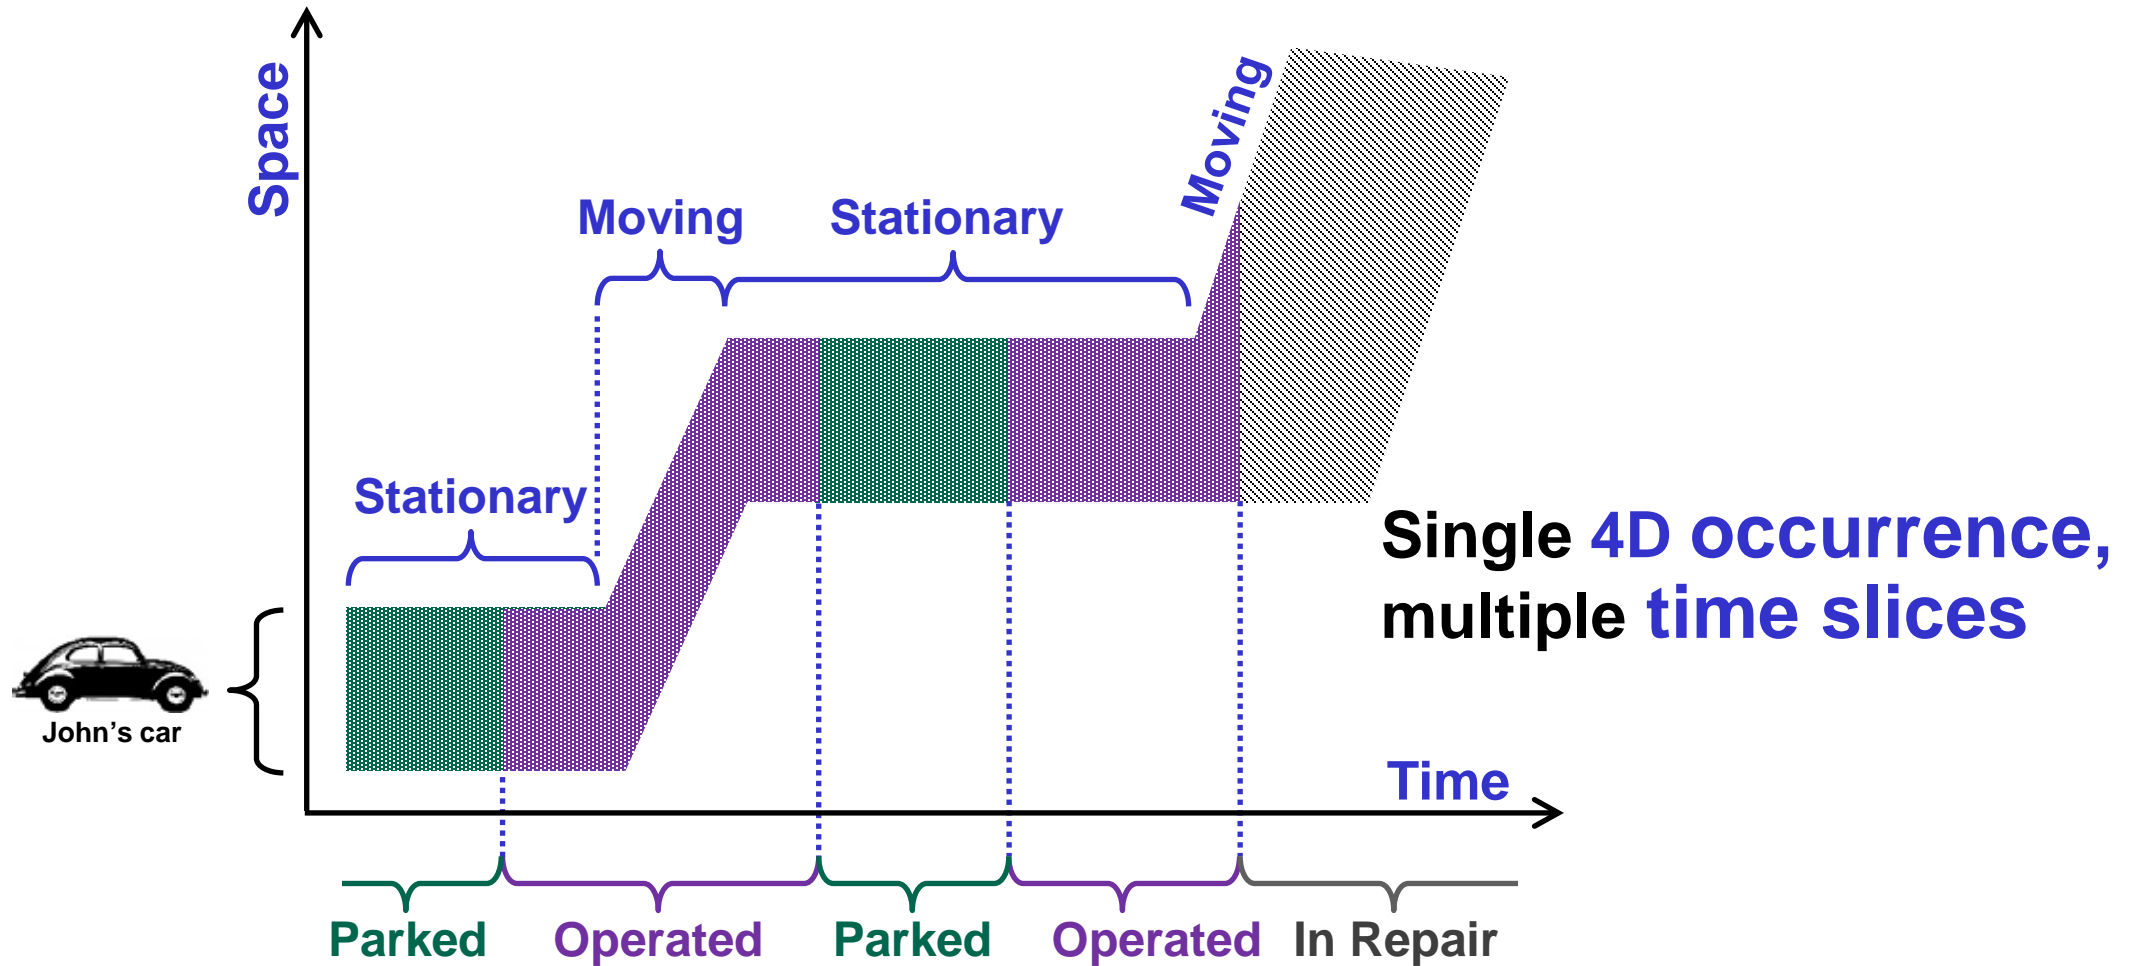 Space
Moving
Moving
Stationary
Stationary
John’s car
Single 4D occurrence,
multiple time slices
Time
Parked
Operated
Parked
Operated
In Repair